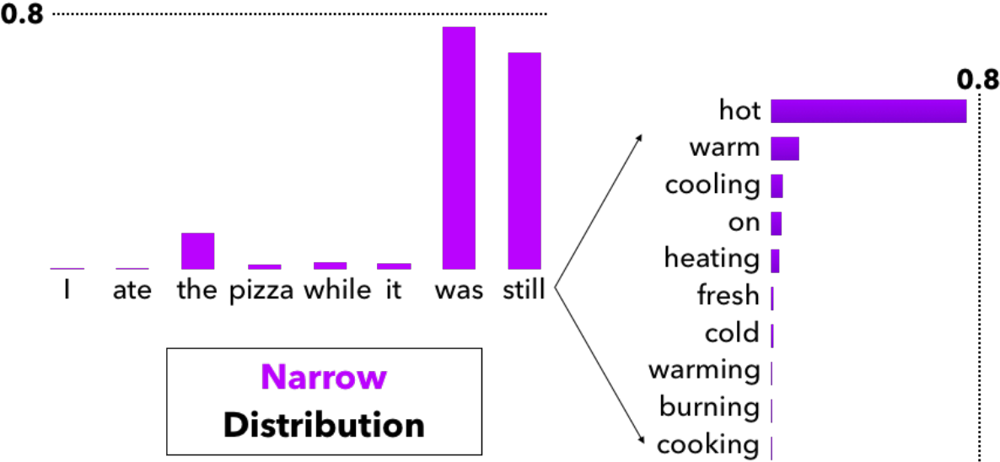 0.8
I ate the pizza while it was still
Narrow
Distribution
0.8
hot
warm
cooling
on
heating
fresh
cold
warming
burning
cooking